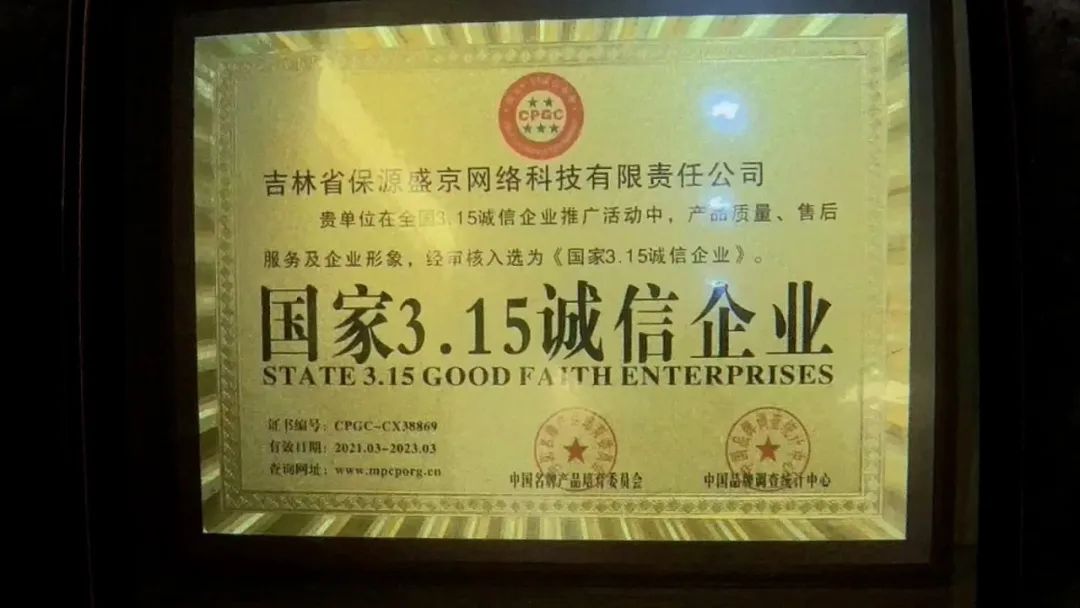 CPGC
吉林省保源盛京网络科技有限责任公司
贵单位在全国3.15诚信企业推广活动中，产品质量、售后
服务及企业形象，经审核入选为《国家3.15诚信企业》。
国家3.15诚信企业
STATE 3.15 GOOD FAITH ENTERPRISES
证书编号：CPGC-CX38869
有效日期：2021.03-2023.03
查询网址：www.mpcporg.cn
中国名牌产品培育委员会
中国品牌调查统计中心